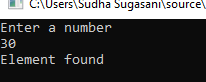 C:\Users\Sudha Sugasani\source\
Enter a number
30
Element found